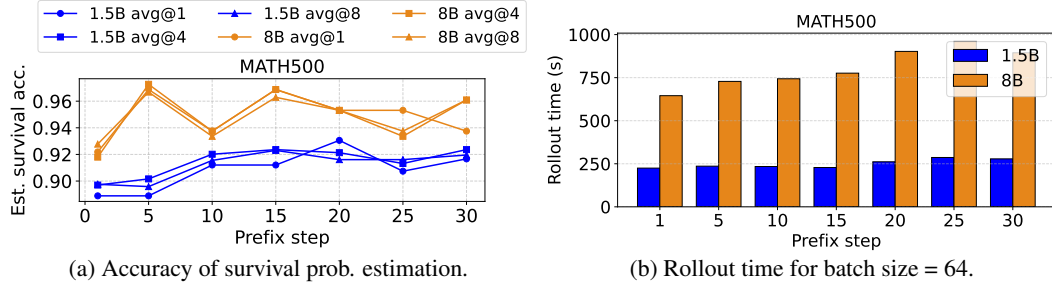 1.5B avg@1 1.5B avg@8 8B avg@4
1.5B avg@4 8B avg@1 8B avg@8
MATH500
Est. survival acc.
0.96
0.94
0.92
0.90
0 5 10 15 20 25 30
Prefix step
(a) Accuracy of survival prob. estimation.
MATH500
Rollout time (s)
1000
750
500
250
0
1.5B
8B
1 5 10 15 20 25 30
Prefix step
(b) Rollout time for batch size = 64.